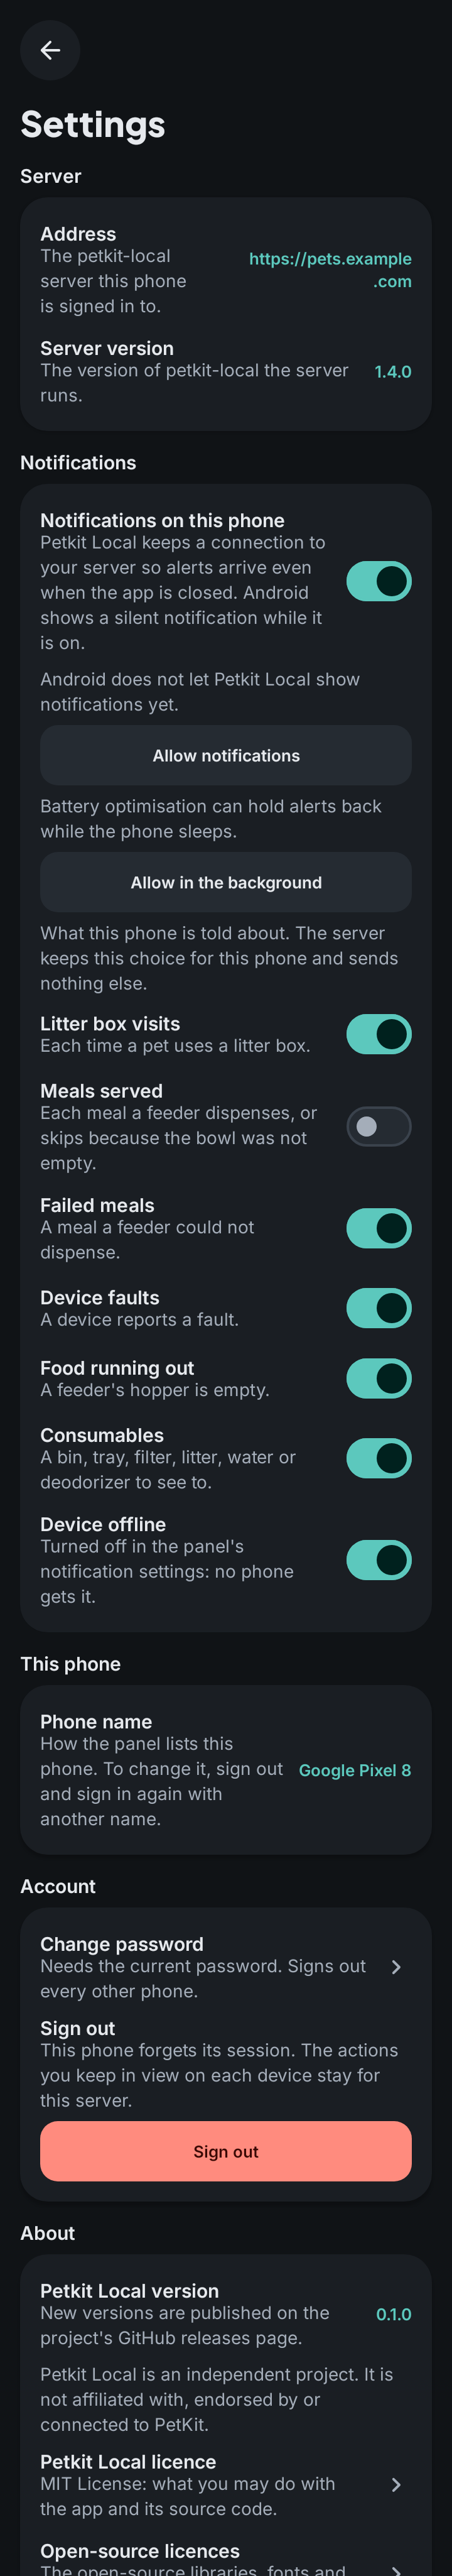 Settings
Server
Address
The petkit-local
server this phone
is signed in to.
https://pets.example
.com
Server version
The version of petkit-local the server
runs.
1.4.0
Notifications
Notifications on this phone
Petkit Local keeps a connection to
your server so alerts arrive even
when the app is closed. Android
shows a silent notification while it
is on.
Android does not let Petkit Local show
notifications yet.
Allow notifications
Battery optimisation can hold alerts back
while the phone sleeps.
Allow in the background
What this phone is told about. The server
keeps this choice for this phone and sends
nothing else.
Litter box visits
Each time a pet uses a litter box.
Meals served
Each meal a feeder dispenses, or
skips because the bowl was not
empty.
Failed meals
A meal a feeder could not
dispense.
Device faults
A device reports a fault.
Food running out
A feeder's hopper is empty.
Consumables
A bin, tray, filter, litter, water or
deodorizer to see to.
Device offline
Turned off in the panel's
notification settings: no phone
gets it.
This phone
Phone name
How the panel lists this
phone. To change it, sign out
and sign in again with
another name.
Google Pixel 8
Account
Change password
Needs the current password. Signs out
every other phone.
Sign out
This phone forgets its session. The actions
you keep in view on each device stay for
this server.
Sign out
About
Petkit Local version
New versions are published on the
project's GitHub releases page.
0.1.0
Petkit Local is an independent project. It is
not affiliated with, endorsed by or
connected to PetKit.
Petkit Local licence
MIT License: what you may do with
the app and its source code.
Open-source licences
The open-source libraries, fonts and